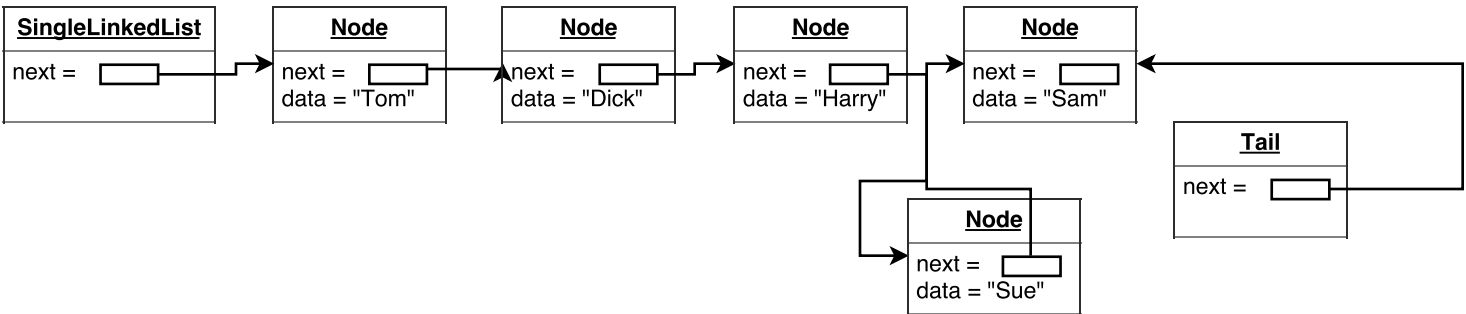 SingleLinkedList
next =
Node
next =
data = "Tom"
Node
next =
data = "Dick"
Node
next =
data = "Harry"
Node
next =
data = "Sam"
Tail
next =
Node
next =
data = "Sue"